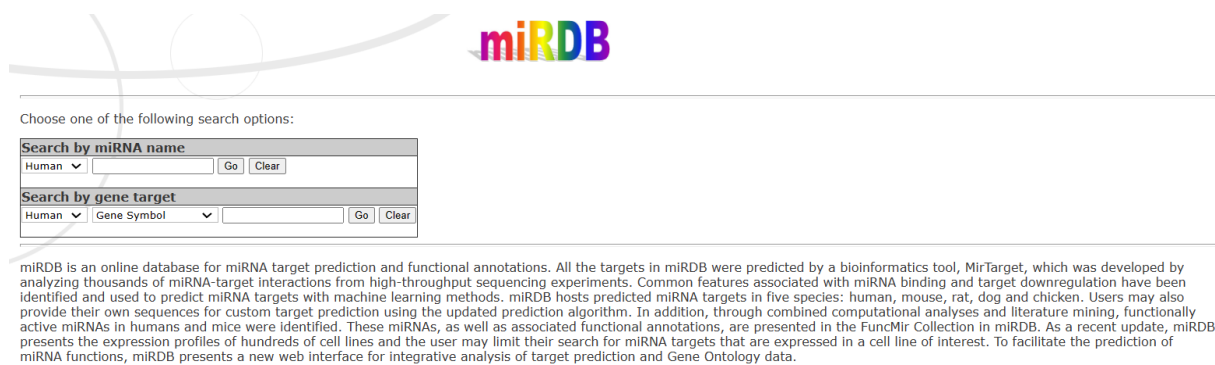 miRDB
Choose one of the following search options:
Search by miRNA name
Human Go Clear
Search by gene target
Human Gene Symbol Go Clear
miRDB is an online database for miRNA target prediction and functional annotations. All the targets in miRDB were predicted by a bioinformatics tool, MirTarget, which was developed by
analyzing thousands of miRNA-target interactions from high-throughput sequencing experiments. Common features associated with miRNA binding and target downregulation have been
identified and used to predict miRNA targets with machine learning methods. miRDB hosts predicted miRNA targets in five species: human, mouse, rat, dog and chicken. Users may also
provide their own sequences for custom target prediction using the updated prediction algorithm. In addition, through combined computational analyses and literature mining, functionally
active miRNAs in humans and mice were identified. These miRNAs, as well as associated functional annotations, are presented in the FuncMir Collection in miRDB. As a recent update, miRDB
presents the expression profiles of hundreds of cell lines and the user may limit their search for miRNA targets that are expressed in a cell line of interest. To facilitate the prediction of
miRNA functions, miRDB presents a new web interface for integrative analysis of target prediction and Gene Ontology data.